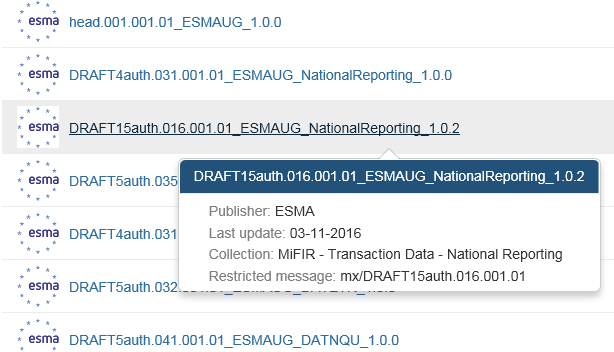 esma
head.001.001.01_ESMAUG_1.0.0
esma
DRAFT4auth.031.001.01_ESMAUG_NationalReporting_1.0.0
esma
DRAFT15auth.016.001.01_ESMAUG_NationalReporting_1.0.2
DRAFT15auth.016.001.01_ESMAUG_NationalReporting_1.0.2
esma
DRAFT5auth.035
Publisher: ESMA
Last update: 03-11-2016
esma
DRAFT4auth.031
Collection: MiFIR - Transaction Data - National Reporting
Restricted message: mx/DRAFT15auth.016.001.01
esma
DRAFT5auth.032
esma
DRAFT5auth.041.001.01_ESMAUG_DATNQU_1.0.0